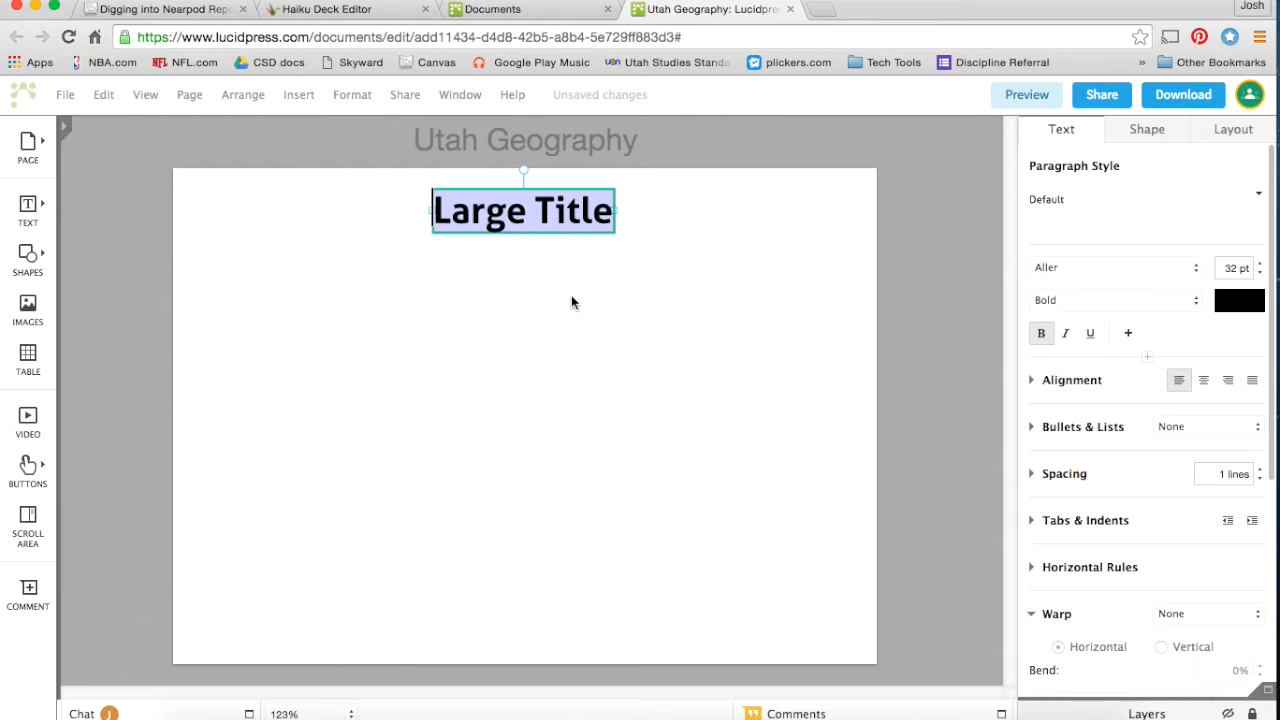 Digging into Nearpod Rep
Haiku Deck Editor
Documents
Utah Geography: Lucidpre
Josh
https://www.lucidpress.com/documents/edit/add11434-d4d8-42b5-a8b4-5e729ff883d3#
Apps
NBA.com
NFL.com
CSD docs
Skyward
Canvas
Google Play Music
Utah Studies Standa
plickers.com
Tech Tools
Discipline Referral
»
Other Bookmarks
File
Edit
View
Page
Arrange
Insert
Format
Share
Window
Help
Unsaved changes
Preview
Share
Download
PAGE
TEXT
SHAPES
IMAGES
TABLE
VIDEO
BUTTONS
SCROLL
AREA
COMMENT
Utah Geography
Large Title
Text
Shape
Layout
Paragraph Style
Default
Aller
32 pt
Bold
B I U +
Alignment
Bullets & Lists
None
Spacing
1 lines
Tabs & Indents
Horizontal Rules
Warp
None
Horizontal
Vertical
Bend:
0%
Chat
J
123%
Comments
Layers